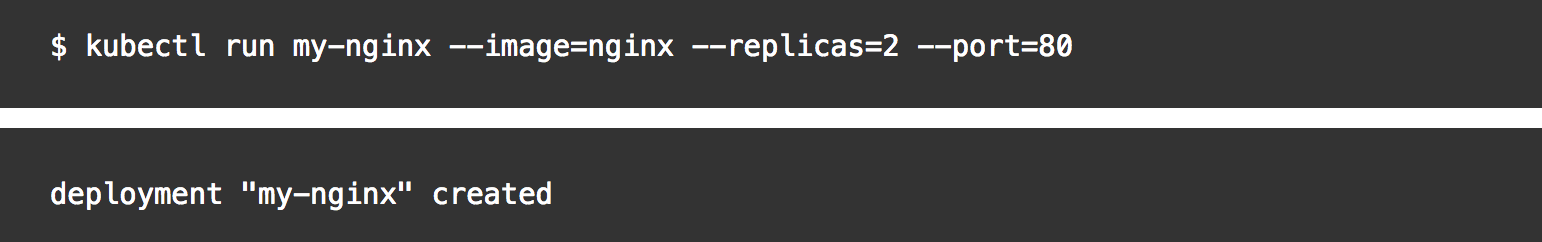 $ kubectl run my-nginx --image=nginx --replicas=2 --port=80
deployment "my-nginx" created